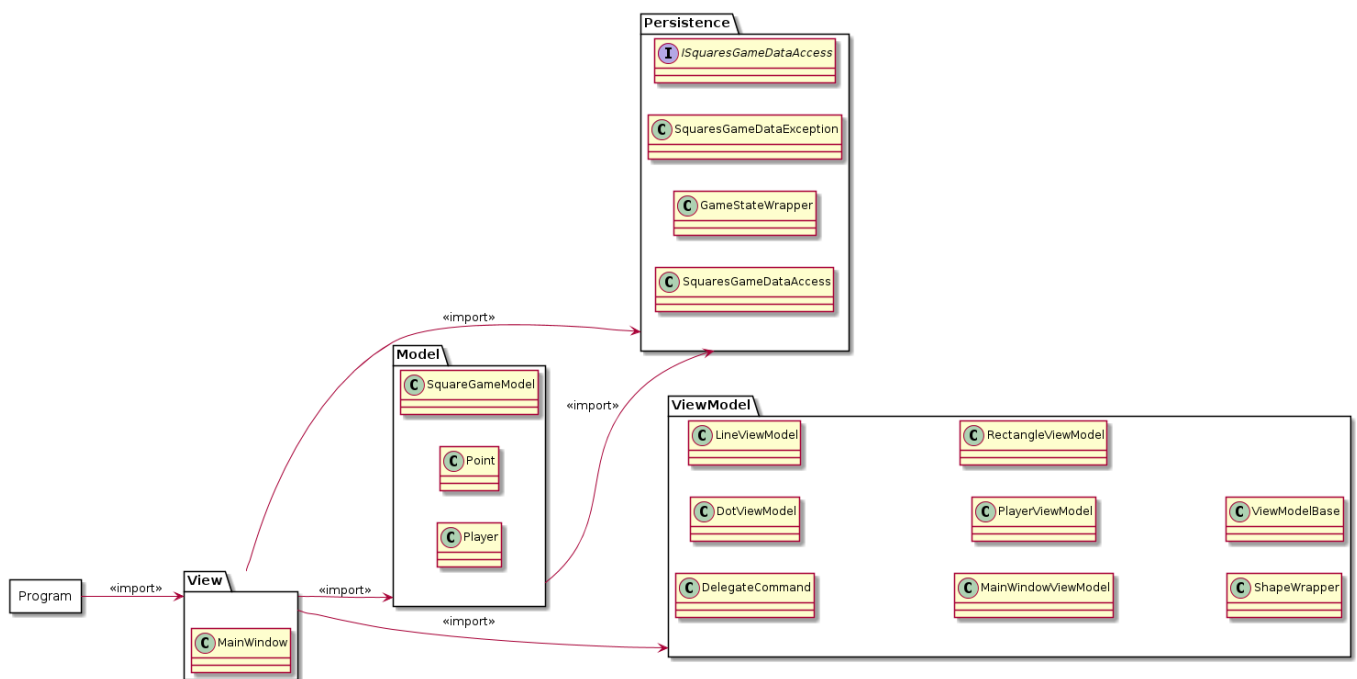 Persistence
I ISquaresGameDataAccess
C SquaresGameDataException
C GameStateWrapper
C SquaresGameDataAccess
«import»
Model
C SquareGameModel
C Point
C Player
«import»
ViewModel
C LineViewModel
C RectangleViewModel
C DotViewModel
C PlayerViewModel
C ViewModelBase
C DelegateCommand
C MainWindowViewModel
C ShapeWrapper
Program
«import»
View
C MainWindow
«import»
«import»